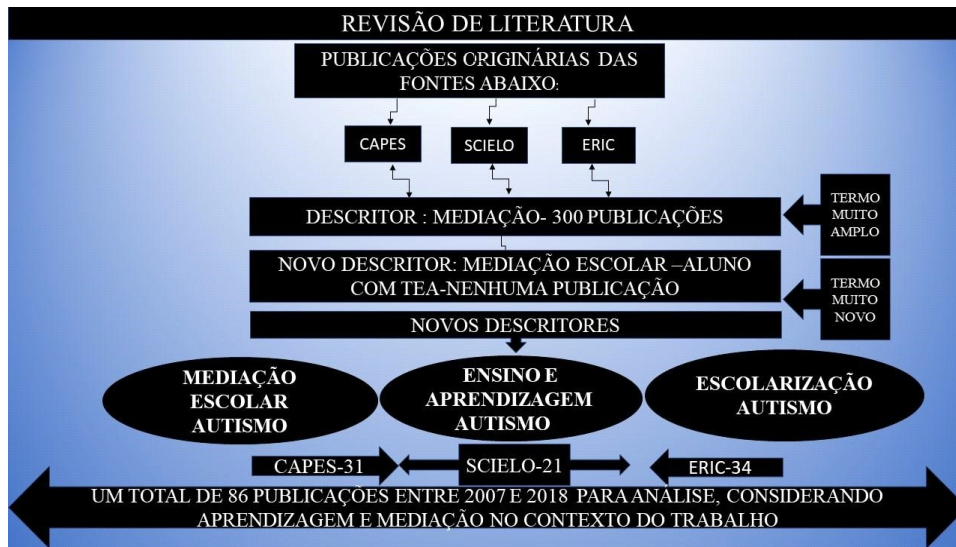 REVISÃO DE LITERATURA
PUBLICAÇÕES ORIGINÁRIAS DAS
FONTES ABAIXO:
CAPES
SCIELO
ERIC
DESCRITOR : MEDIAÇÃO- 300 PUBLICAÇÕES
TERMO
MUITO
AMPLO
NOVO DESCRITOR: MEDIAÇÃO ESCOLAR –ALUNO
COM TEA-NENHUMA PUBLICAÇÃO
TERMO
MUITO
NOVO
NOVOS DESCRITORES
MEDIAÇÃO
ESCOLAR
AUTISMO
ENSINO E
APRENDIZAGEM
AUTISMO
ESCOLARIZAÇÃO
AUTISMO
CAPES-31
SCIELO-21
ERIC-34
UM TOTAL DE 86 PUBLICAÇÕES ENTRE 2007 E 2018 PARA ANÁLISE, CONSIDERANDO
APRENDIZAGEM E MEDIAÇÃO NO CONTEXTO DO TRABALHO